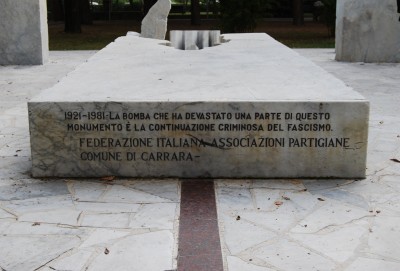 1921-1981: LA BOMBA CHE HA DEVASTATO UNA PARTE DI QUESTO
MONUMENTO È LA CONTINUAZIONE CRIMINOSA DEL FASCISMO.
FEDERAZIONE ITALIANA ASSOCIAZIONI PARTIGIANE
COMUNE DI CARRARA-